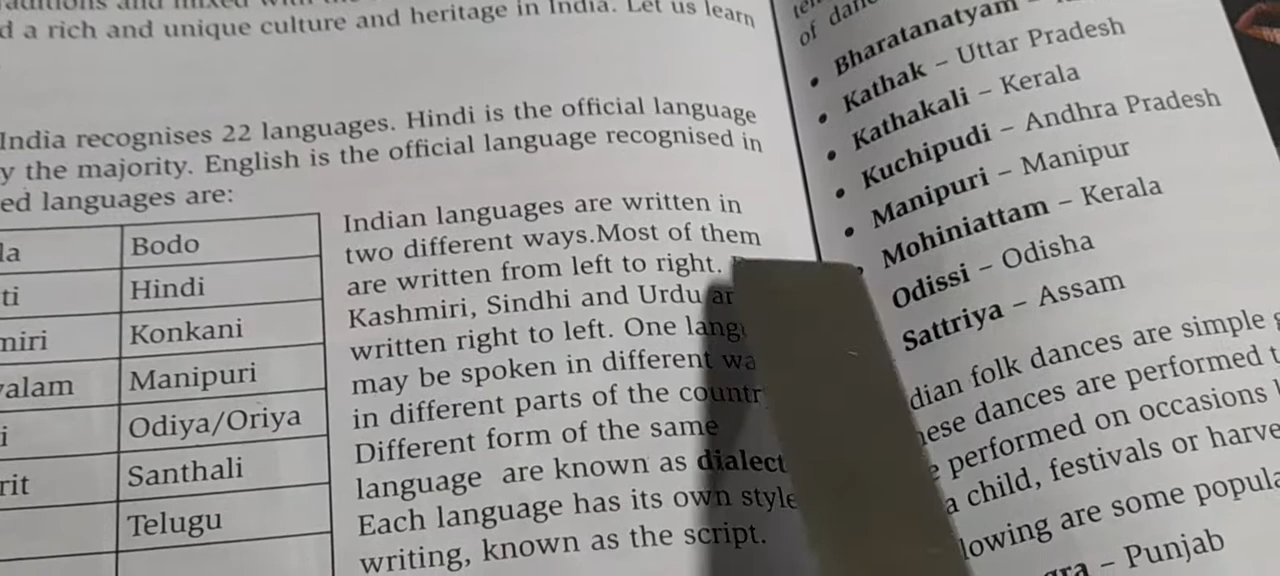 a rich and unique culture and heritage in India. Let us learn
India recognises 22 languages. Hindi is the official language
the majority. English is the official language recognised in
languages are:
Bodo
Hindi
Konkani
Manipuri
Odiya/Oriya
Santhali
Telugu
Indian languages are written in
two different ways.Most of them
are written from left to right.
Kashmiri, Sindhi and Urdu
written right to left. One
may be spoken in different
in different parts of the
Different form of the same
language are known as dialect
Each language has its own style
writing, known as the script.
of
• Bharatanatyam –
• Kathak – Uttar Pradesh
• Kathakali – Kerala
• Kuchipudi – Andhra Pradesh
• Manipuri – Manipur
Mohiniattam – Kerala
Odissi – Odisha
Sattriya – Assam
folk dances are simple
dances are performed
performed on occasions
a child, festivals or
are some
– Punjab